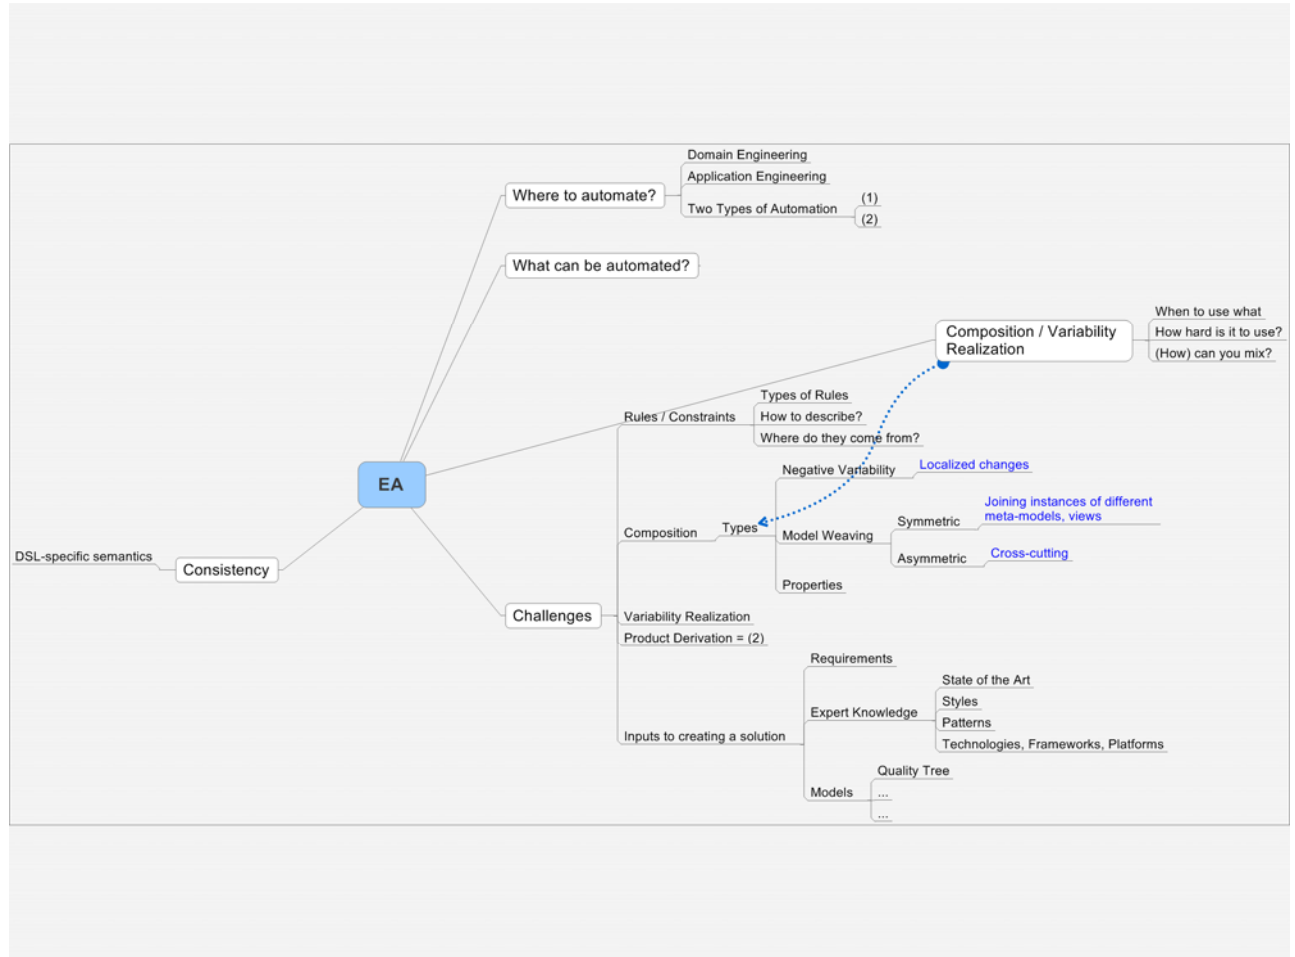 Domain Engineering
Where to automate?
Application Engineering
Two Types of Automation
(1)
(2)
What can be automated?
Composition / Variability
Realization
When to use what
How hard is it to use?
(How) can you mix?
EA
Consistency
DSL-specific semantics
Challenges
Rules / Constraints
Types of Rules
How to describe?
Where do they come from?
Composition
Types
Negative Variability
Localized changes
Model Weaving
Symmetric
Joining instances of different
meta-models, views
Asymmetric
Cross-cutting
Properties
Variability Realization
Product Derivation = (2)
Inputs to creating a solution
Requirements
Expert Knowledge
State of the Art
Styles
Patterns
Technologies, Frameworks, Platforms
Models
Quality Tree
...
...